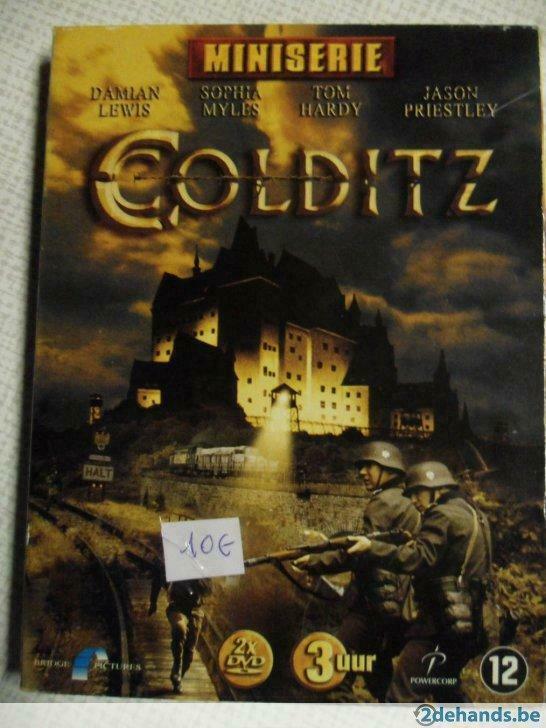 MINISERIE
DAMIAN LEWIS
SOPHIA MYLES
TOM HARDY
JASON PRIESTLEY
COLDITZ
HALT
10€
BRIDGE PICTURES
2x DVD
3 uur
POWERCORP
12
2dehands.be